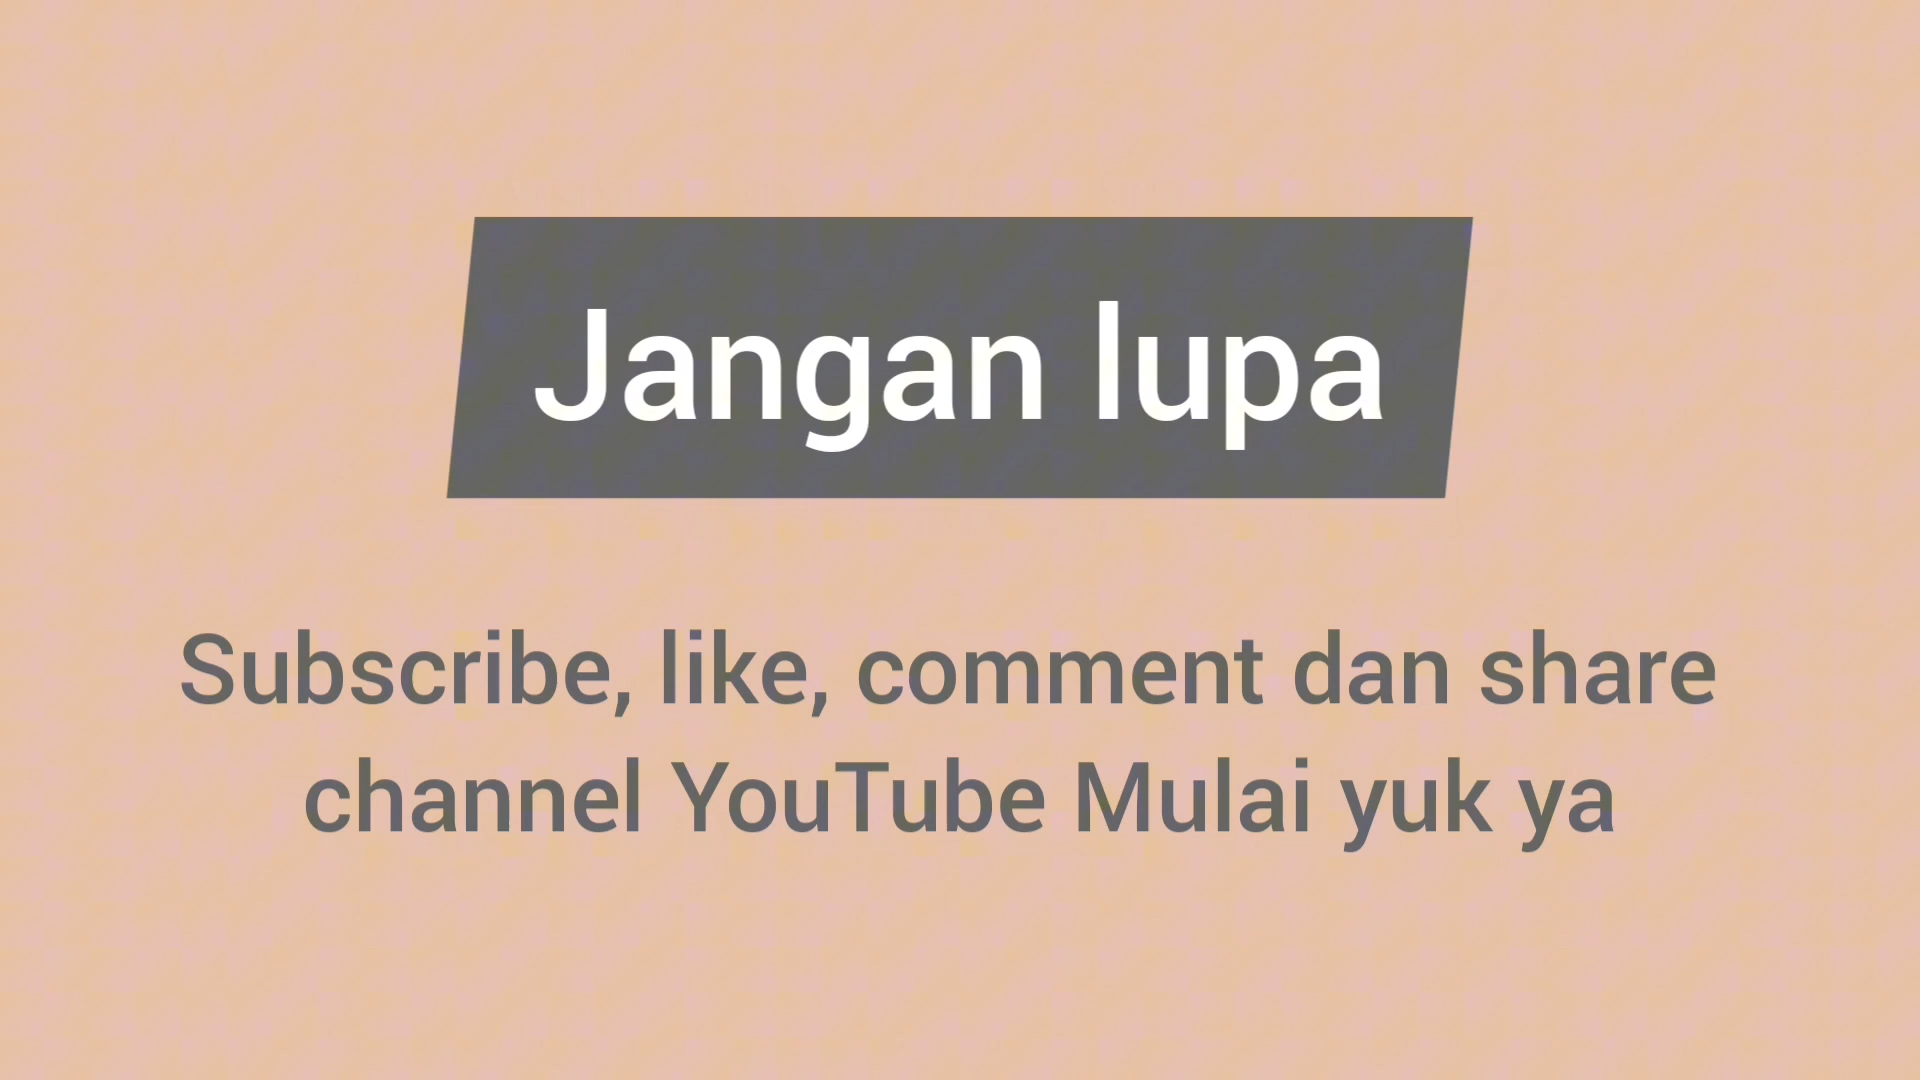 Jangan lupa
Subscribe, like, comment dan share
channel YouTube Mulai yuk ya